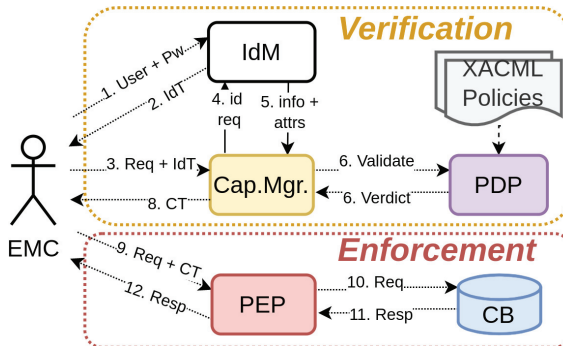 Verification
IdM
1. User + Pw
2. IdT
4. id
req
5. info +
attrs
XACML
Policies
3. Req + IdT
Cap.Mgr.
6. Validate
6. Verdict
PDP
8. CT
EMC
Enforcement
9. Req + CT
12. Resp
PEP
10. Req
11. Resp
CB